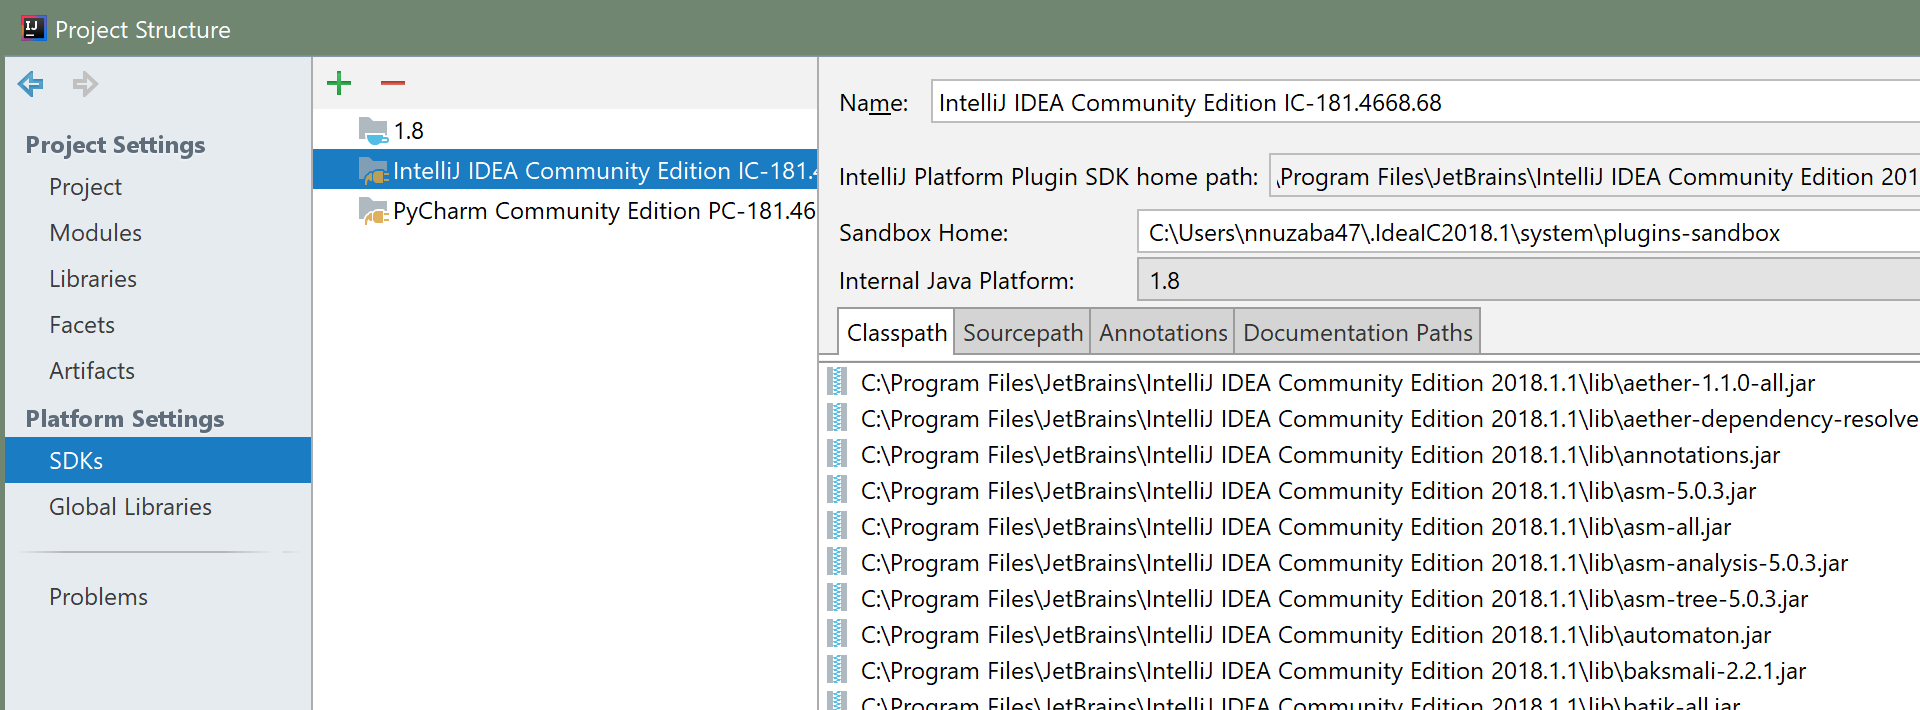 IJ
Project Structure
Project Settings
Project
Modules
Libraries
Facets
Artifacts
Platform Settings
SDKs
Global Libraries
Problems
1.8
IntelliJ IDEA Community Edition IC-181.4
PyCharm Community Edition PC-181.46
Name: IntelliJ IDEA Community Edition IC-181.4668.68
IntelliJ Platform Plugin SDK home path: \Program Files\JetBrains\IntelliJ IDEA Community Edition 201
Sandbox Home: C:\Users\nnuzaba47\.IdeaIC2018.1\system\plugins-sandbox
Internal Java Platform: 1.8
Classpath Sourcepath Annotations Documentation Paths
C:\Program Files\JetBrains\IntelliJ IDEA Community Edition 2018.1.1\lib\aether-1.1.0-all.jar
C:\Program Files\JetBrains\IntelliJ IDEA Community Edition 2018.1.1\lib\aether-dependency-resolve
C:\Program Files\JetBrains\IntelliJ IDEA Community Edition 2018.1.1\lib\annotations.jar
C:\Program Files\JetBrains\IntelliJ IDEA Community Edition 2018.1.1\lib\asm-5.0.3.jar
C:\Program Files\JetBrains\IntelliJ IDEA Community Edition 2018.1.1\lib\asm-all.jar
C:\Program Files\JetBrains\IntelliJ IDEA Community Edition 2018.1.1\lib\asm-analysis-5.0.3.jar
C:\Program Files\JetBrains\IntelliJ IDEA Community Edition 2018.1.1\lib\asm-tree-5.0.3.jar
C:\Program Files\JetBrains\IntelliJ IDEA Community Edition 2018.1.1\lib\automaton.jar
C:\Program Files\JetBrains\IntelliJ IDEA Community Edition 2018.1.1\lib\baksmali-2.2.1.jar
C:\Program Files\JetBrains\IntelliJ IDEA Community Edition 2018.1.1\lib\batik-all.jar